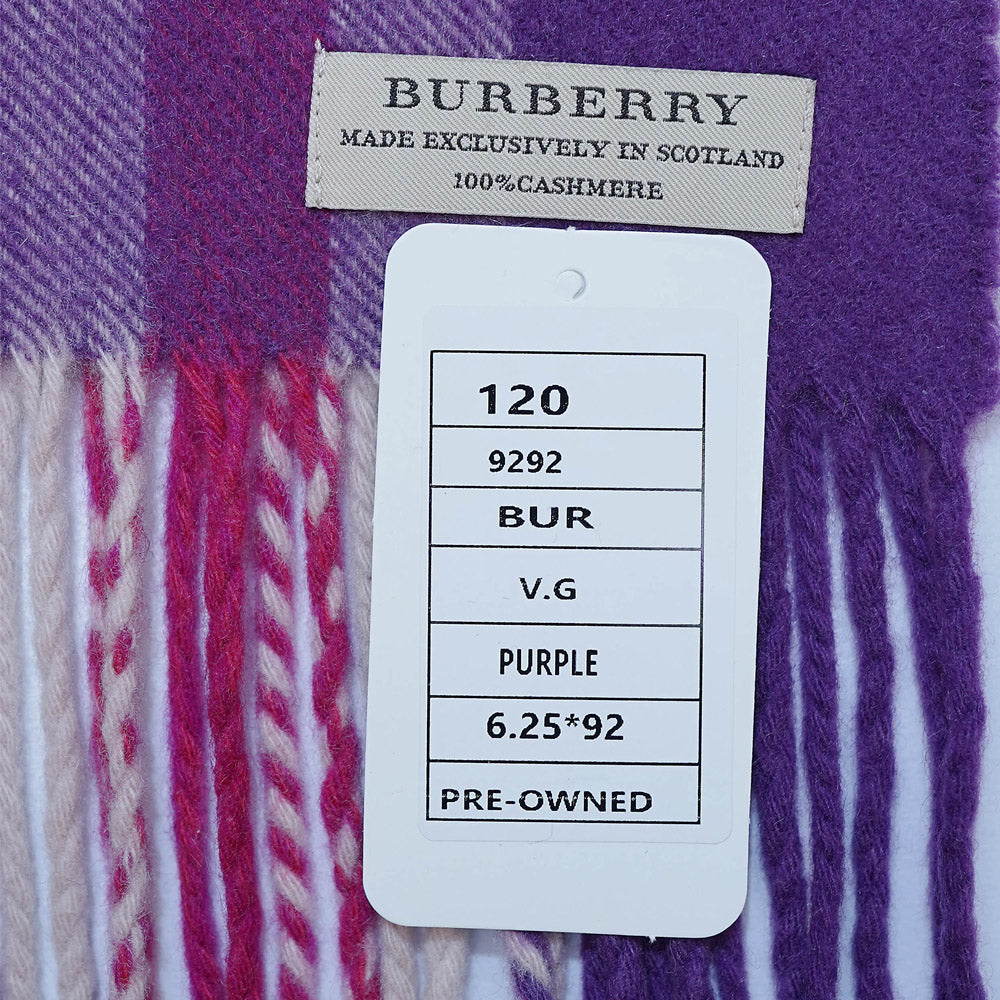 BURBERRY
MADE EXCLUSIVELY IN SCOTLAND
100%CASHMERE
120
9292
BUR
V.G
PURPLE
6.25*92
PRE-OWNED